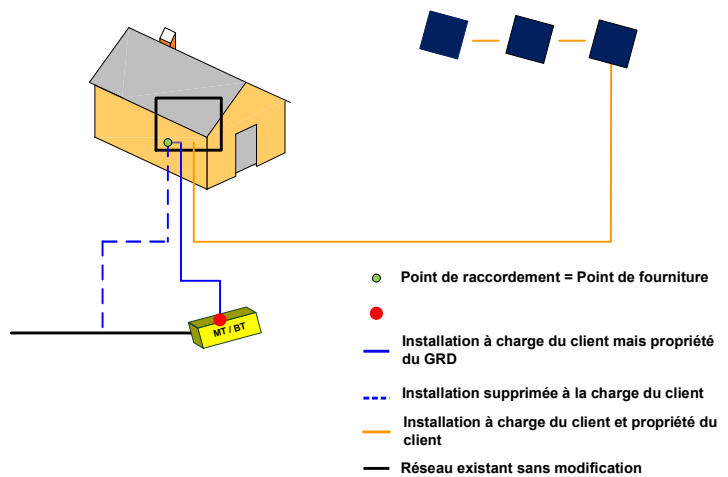 MT / BT
Point de raccordement = Point de fourniture
Installation à charge du client mais propriété
du GRD
Installation supprimée à la charge du client
Installation à charge du client et propriété du
client
Réseau existant sans modification